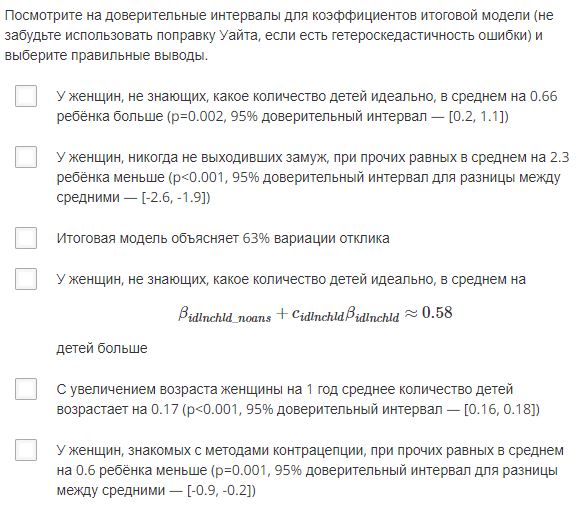 Посмотрите на доверительные интервалы для коэффициентов итоговой модели (не
забудьте использовать поправку Уайта, если есть гетероскедастичность ошибки) и
выберите правильные выводы.
У женщин, не знающих, какое количество детей идеально, в среднем на 0.66
ребёнка больше (p=0.002, 95% доверительный интервал — [0.2, 1.1])
У женщин, никогда не выходивших замуж, при прочих равных в среднем на 2.3
ребёнка меньше (p<0.001, 95% доверительный интервал для разницы между
средними — [-2.6, -1.9])
Итоговая модель объясняет 63% вариации отклика
У женщин, не знающих, какое количество детей идеально, в среднем на
β_{idlnchld_noans} + c_{idlnchld}β_{idlnchld} ≈ 0.58
детей больше
С увеличением возраста женщины на 1 год среднее количество детей
возрастает на 0.17 (p<0.001, 95% доверительный интервал — [0.16, 0.18])
У женщин, знакомых с методами контрацепции, при прочих равных в среднем
на 0.6 ребёнка меньше (p=0.001, 95% доверительный интервал для разницы
между средними — [-0.9, -0.2])